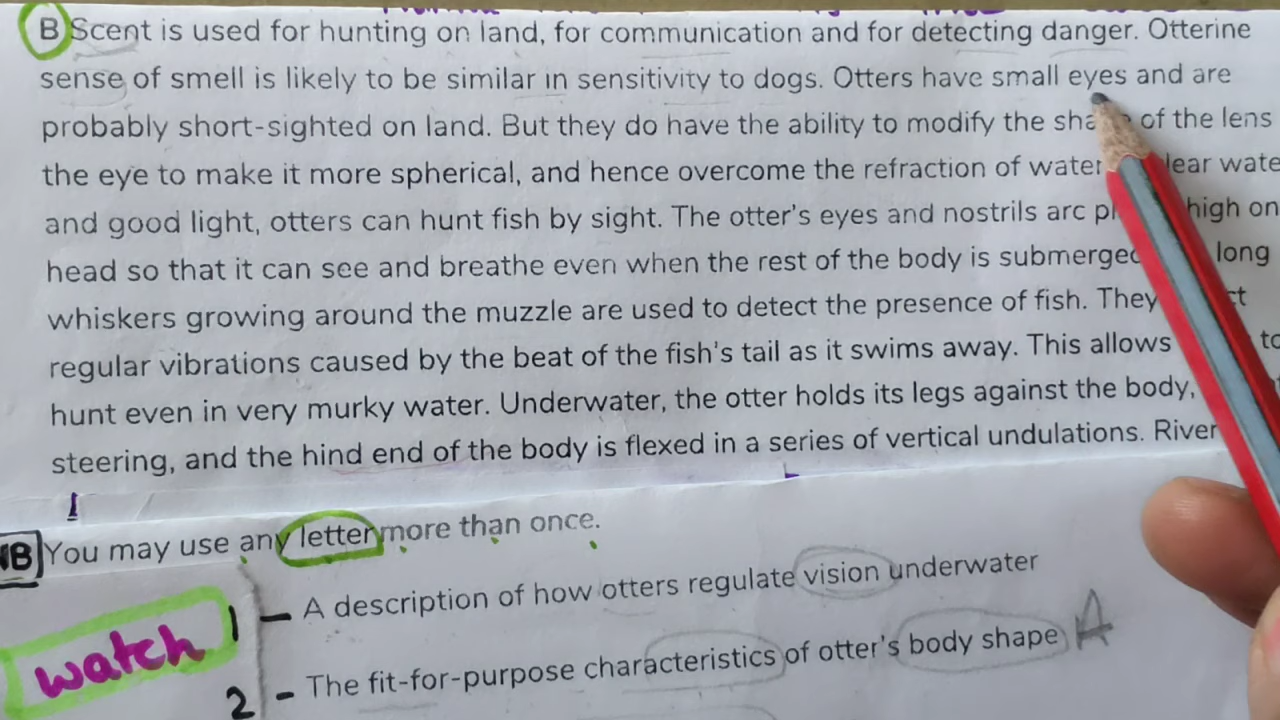 B Scent is used for hunting on land, for communication and for detecting danger. Otterine
sense of smell is likely to be similar in sensitivity to dogs. Otters have small eyes and are
probably short-sighted on land. But they do have the ability to modify the of the lens
the eye to make it more spherical, and hence overcome the refraction of water
and good light, otters can hunt fish by sight. The otter's eyes and nostrils arc high on
head so that it can see and breathe even when the rest of the body is submerged long
whiskers growing around the muzzle are used to detect the presence of fish. They
regular vibrations caused by the beat of the fish's tail as it swims away. This allows to
hunt even in very murky water. Underwater, the otter holds its legs against the body,
steering, and the hind end of the body is flexed in a series of vertical undulations. River
NB You may use any letter more than once.
1 - A description of how otters regulate vision underwater
watch
2 - The fit-for-purpose characteristics of otter's body shape A